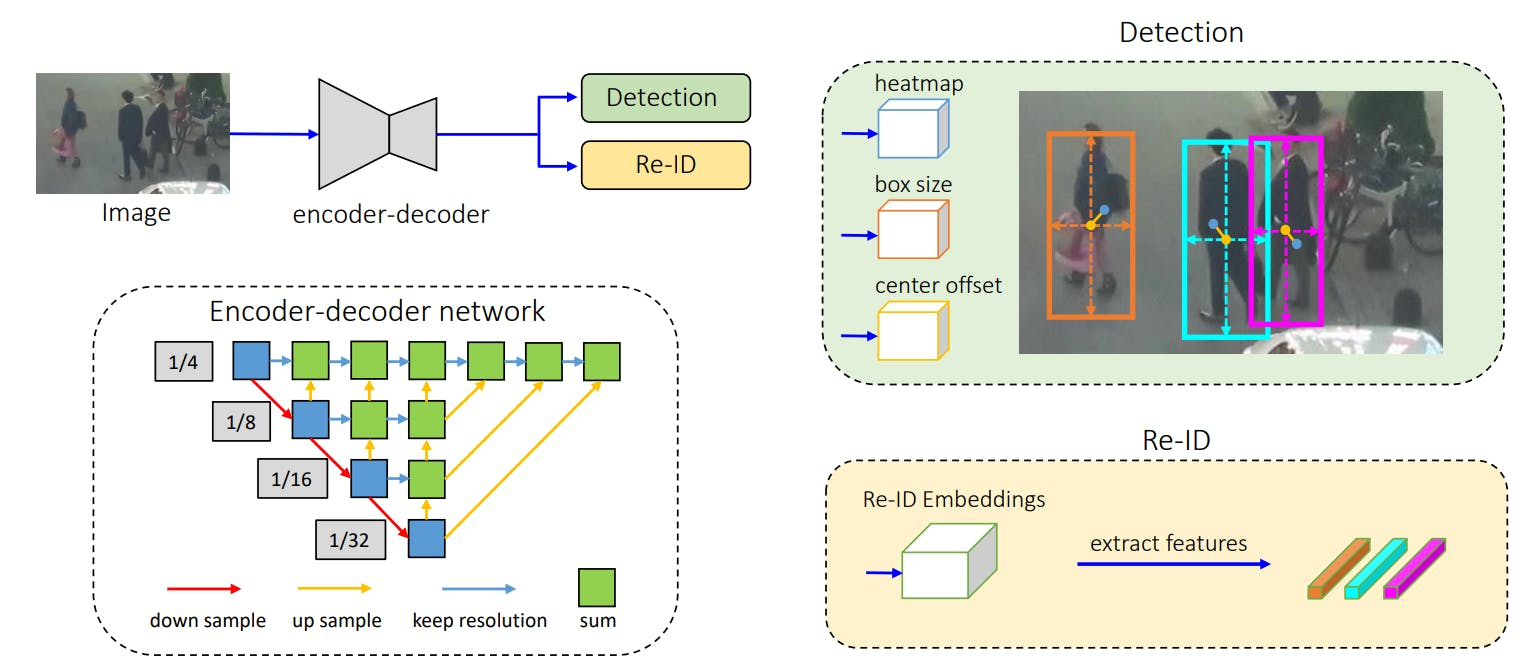 Image
encoder-decoder
Detection
Re-ID
Encoder-decoder network
1/4
1/8
1/16
1/32
down sample
up sample
keep resolution
sum
Detection
heatmap
box size
center offset
Re-ID
Re-ID Embeddings
extract features